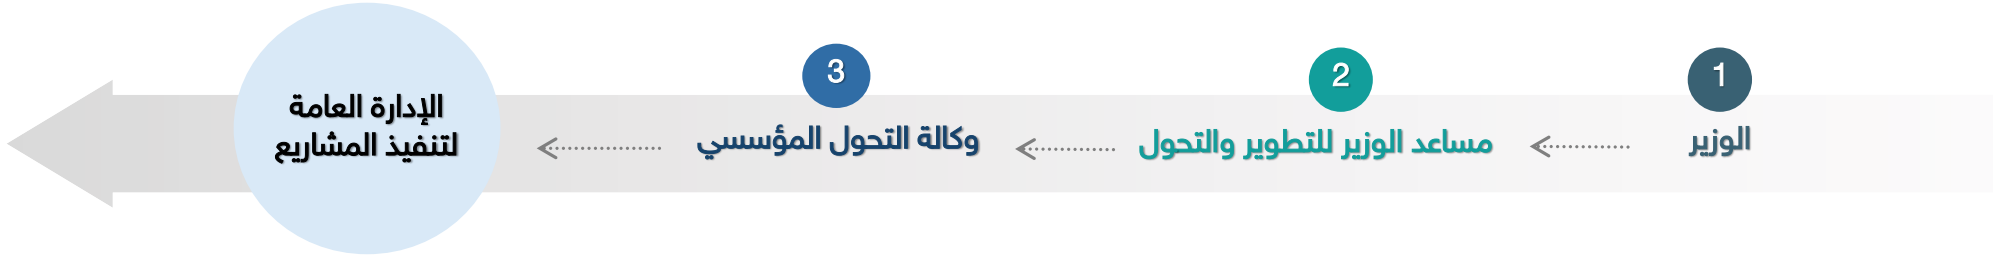 1
الوزير
2
مساعد الوزير للتطوير والتحول
3
وكالة التحول المؤسسي
الإدارة العامة
لتنفيذ المشاريع